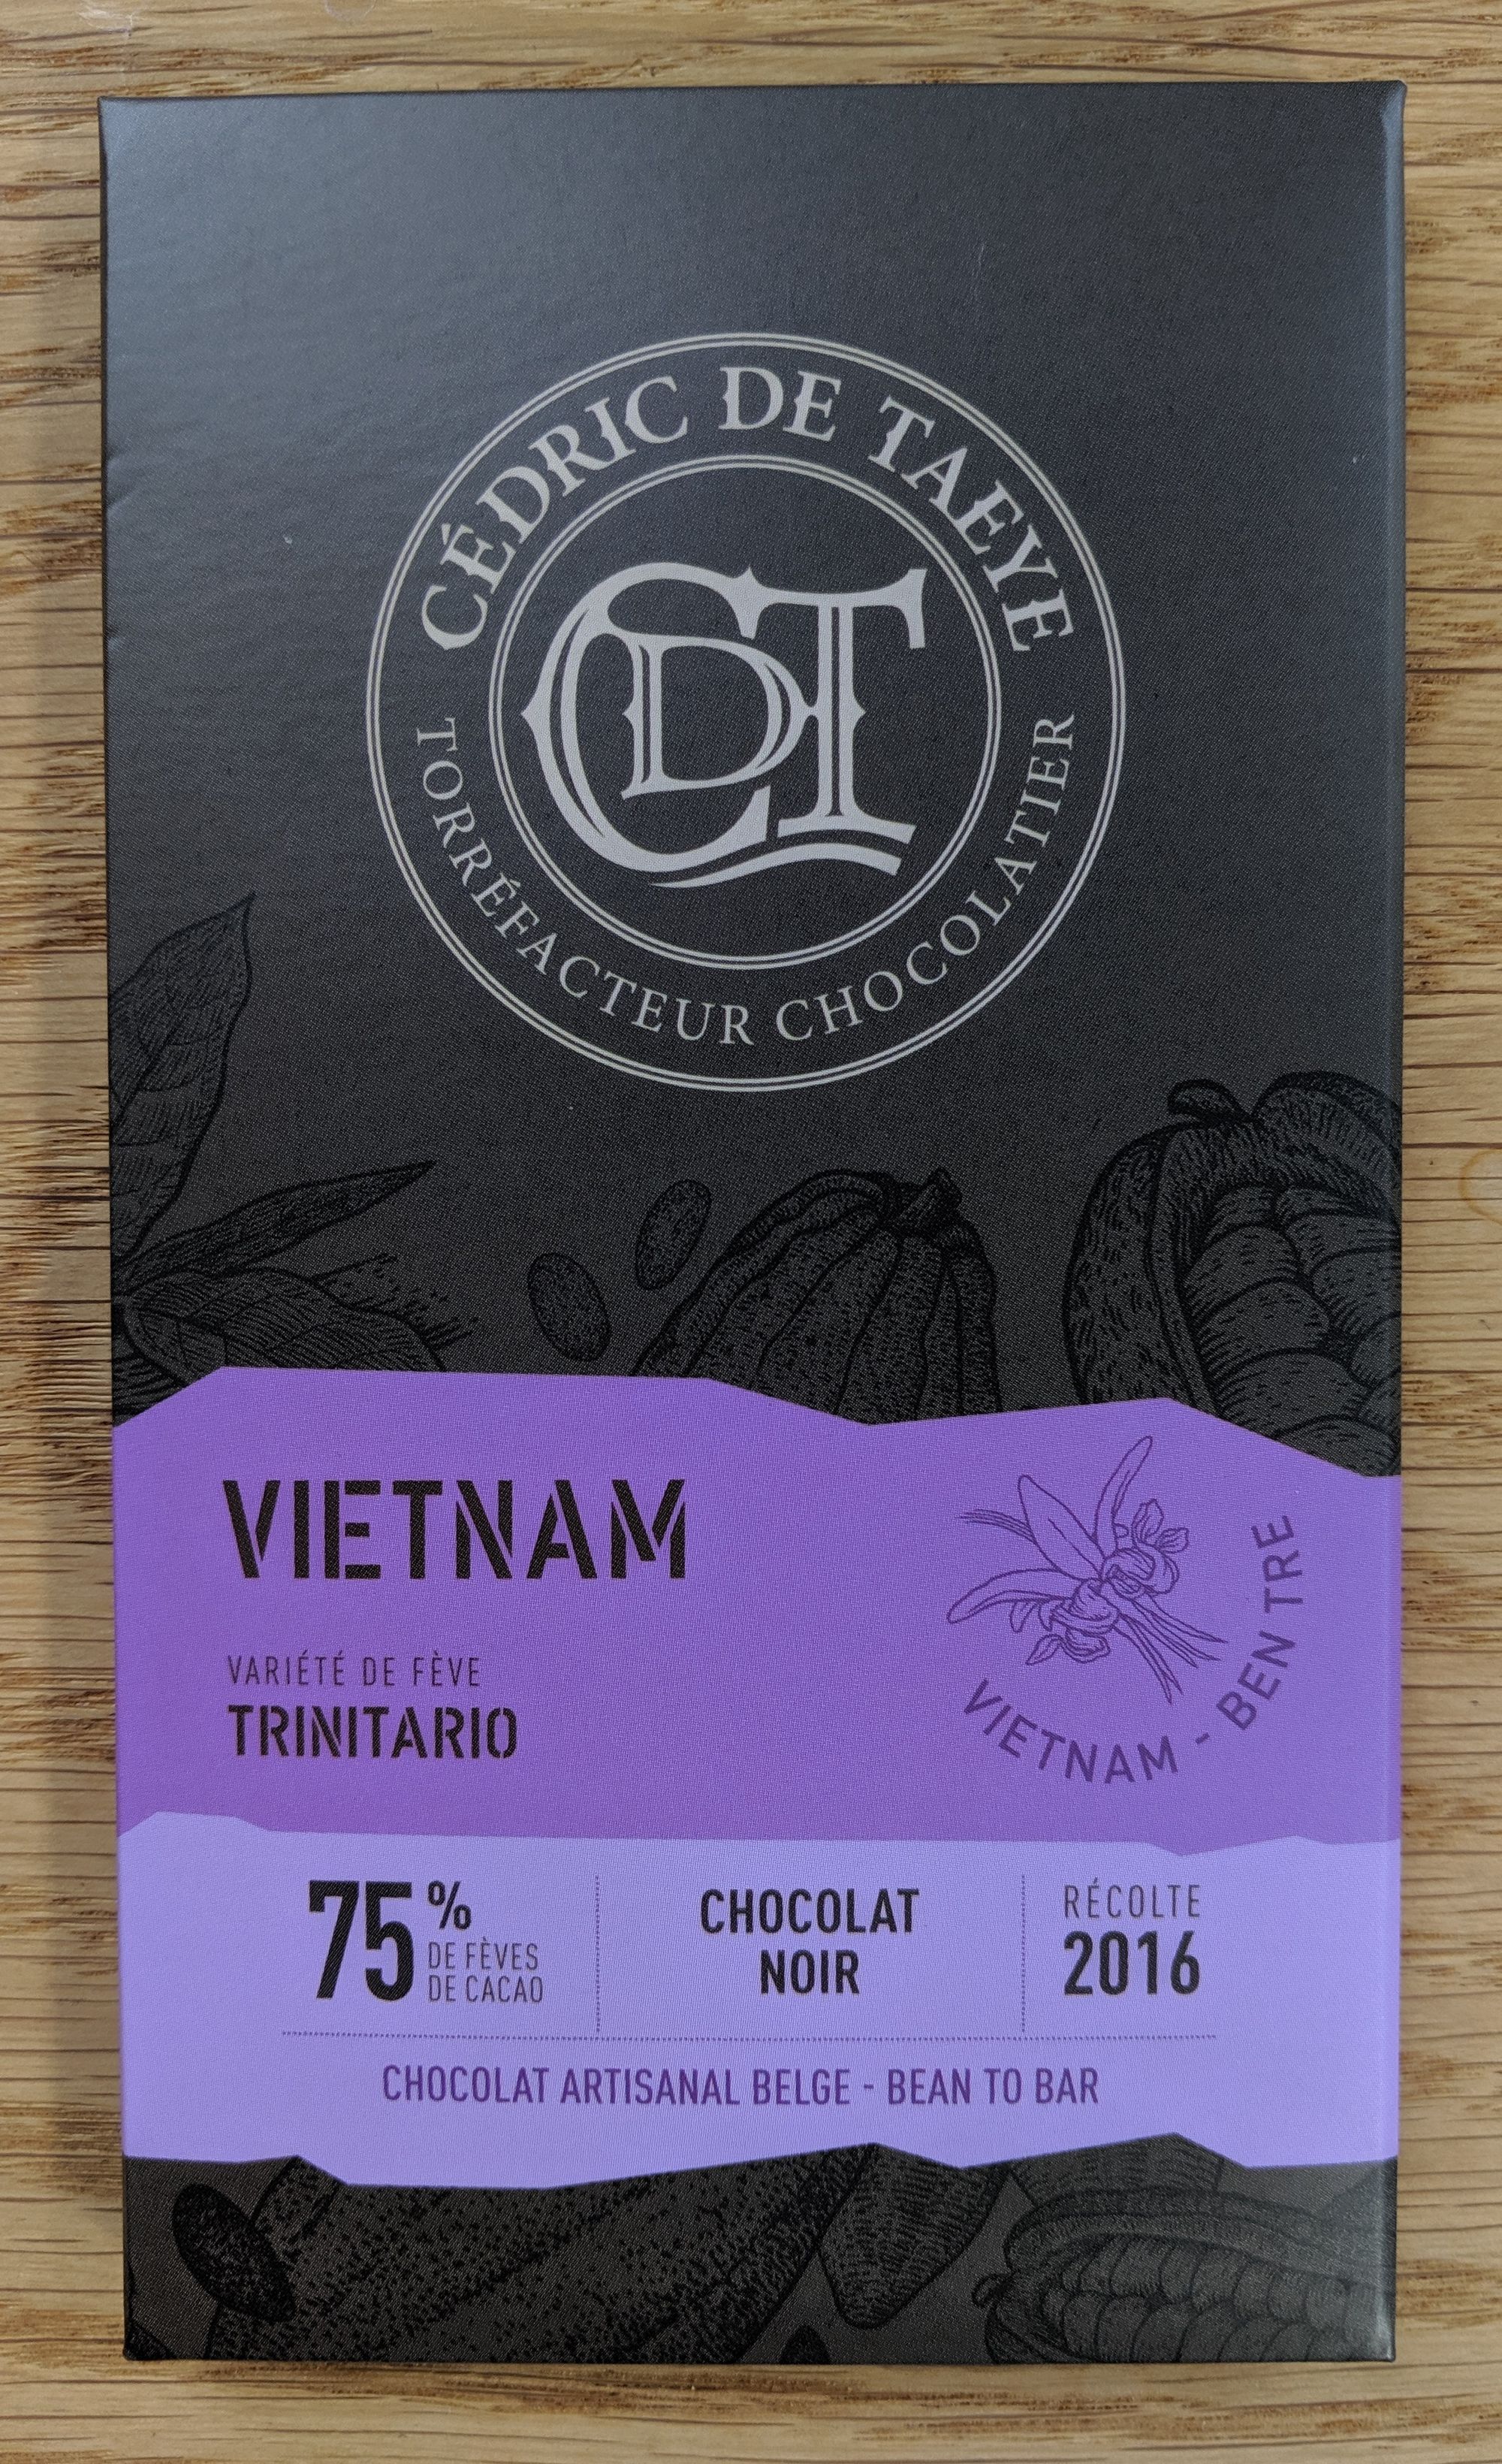 CÉDRIC DE TAEYE
CDT
TORRÉFACTEUR CHOCOLATIER
VIETNAM
VARIÉTÉ DE FÈVE
TRINITARIO
VIETNAM - BEN TRE
75%
DE FÈVES
DE CACAO
CHOCOLAT
NOIR
RÉCOLTE
2016
CHOCOLAT ARTISANAL BELGE - BEAN TO BAR